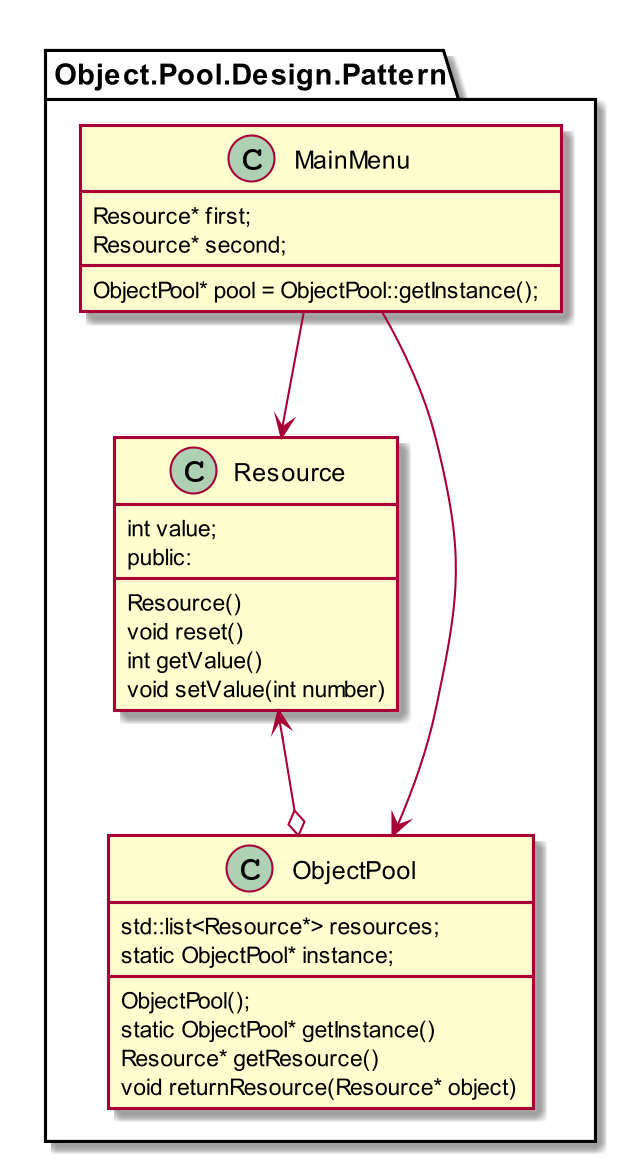 Object.Pool.Design.Pattern
C MainMenu
Resource* first;
Resource* second;
ObjectPool* pool = ObjectPool::getInstance();
C Resource
int value;
public:
Resource()
void reset()
int getValue()
void setValue(int number)
C ObjectPool
std::list<Resource*> resources;
static ObjectPool* instance;
ObjectPool();
static ObjectPool* getInstance()
Resource* getResource()
void returnResource(Resource* object)